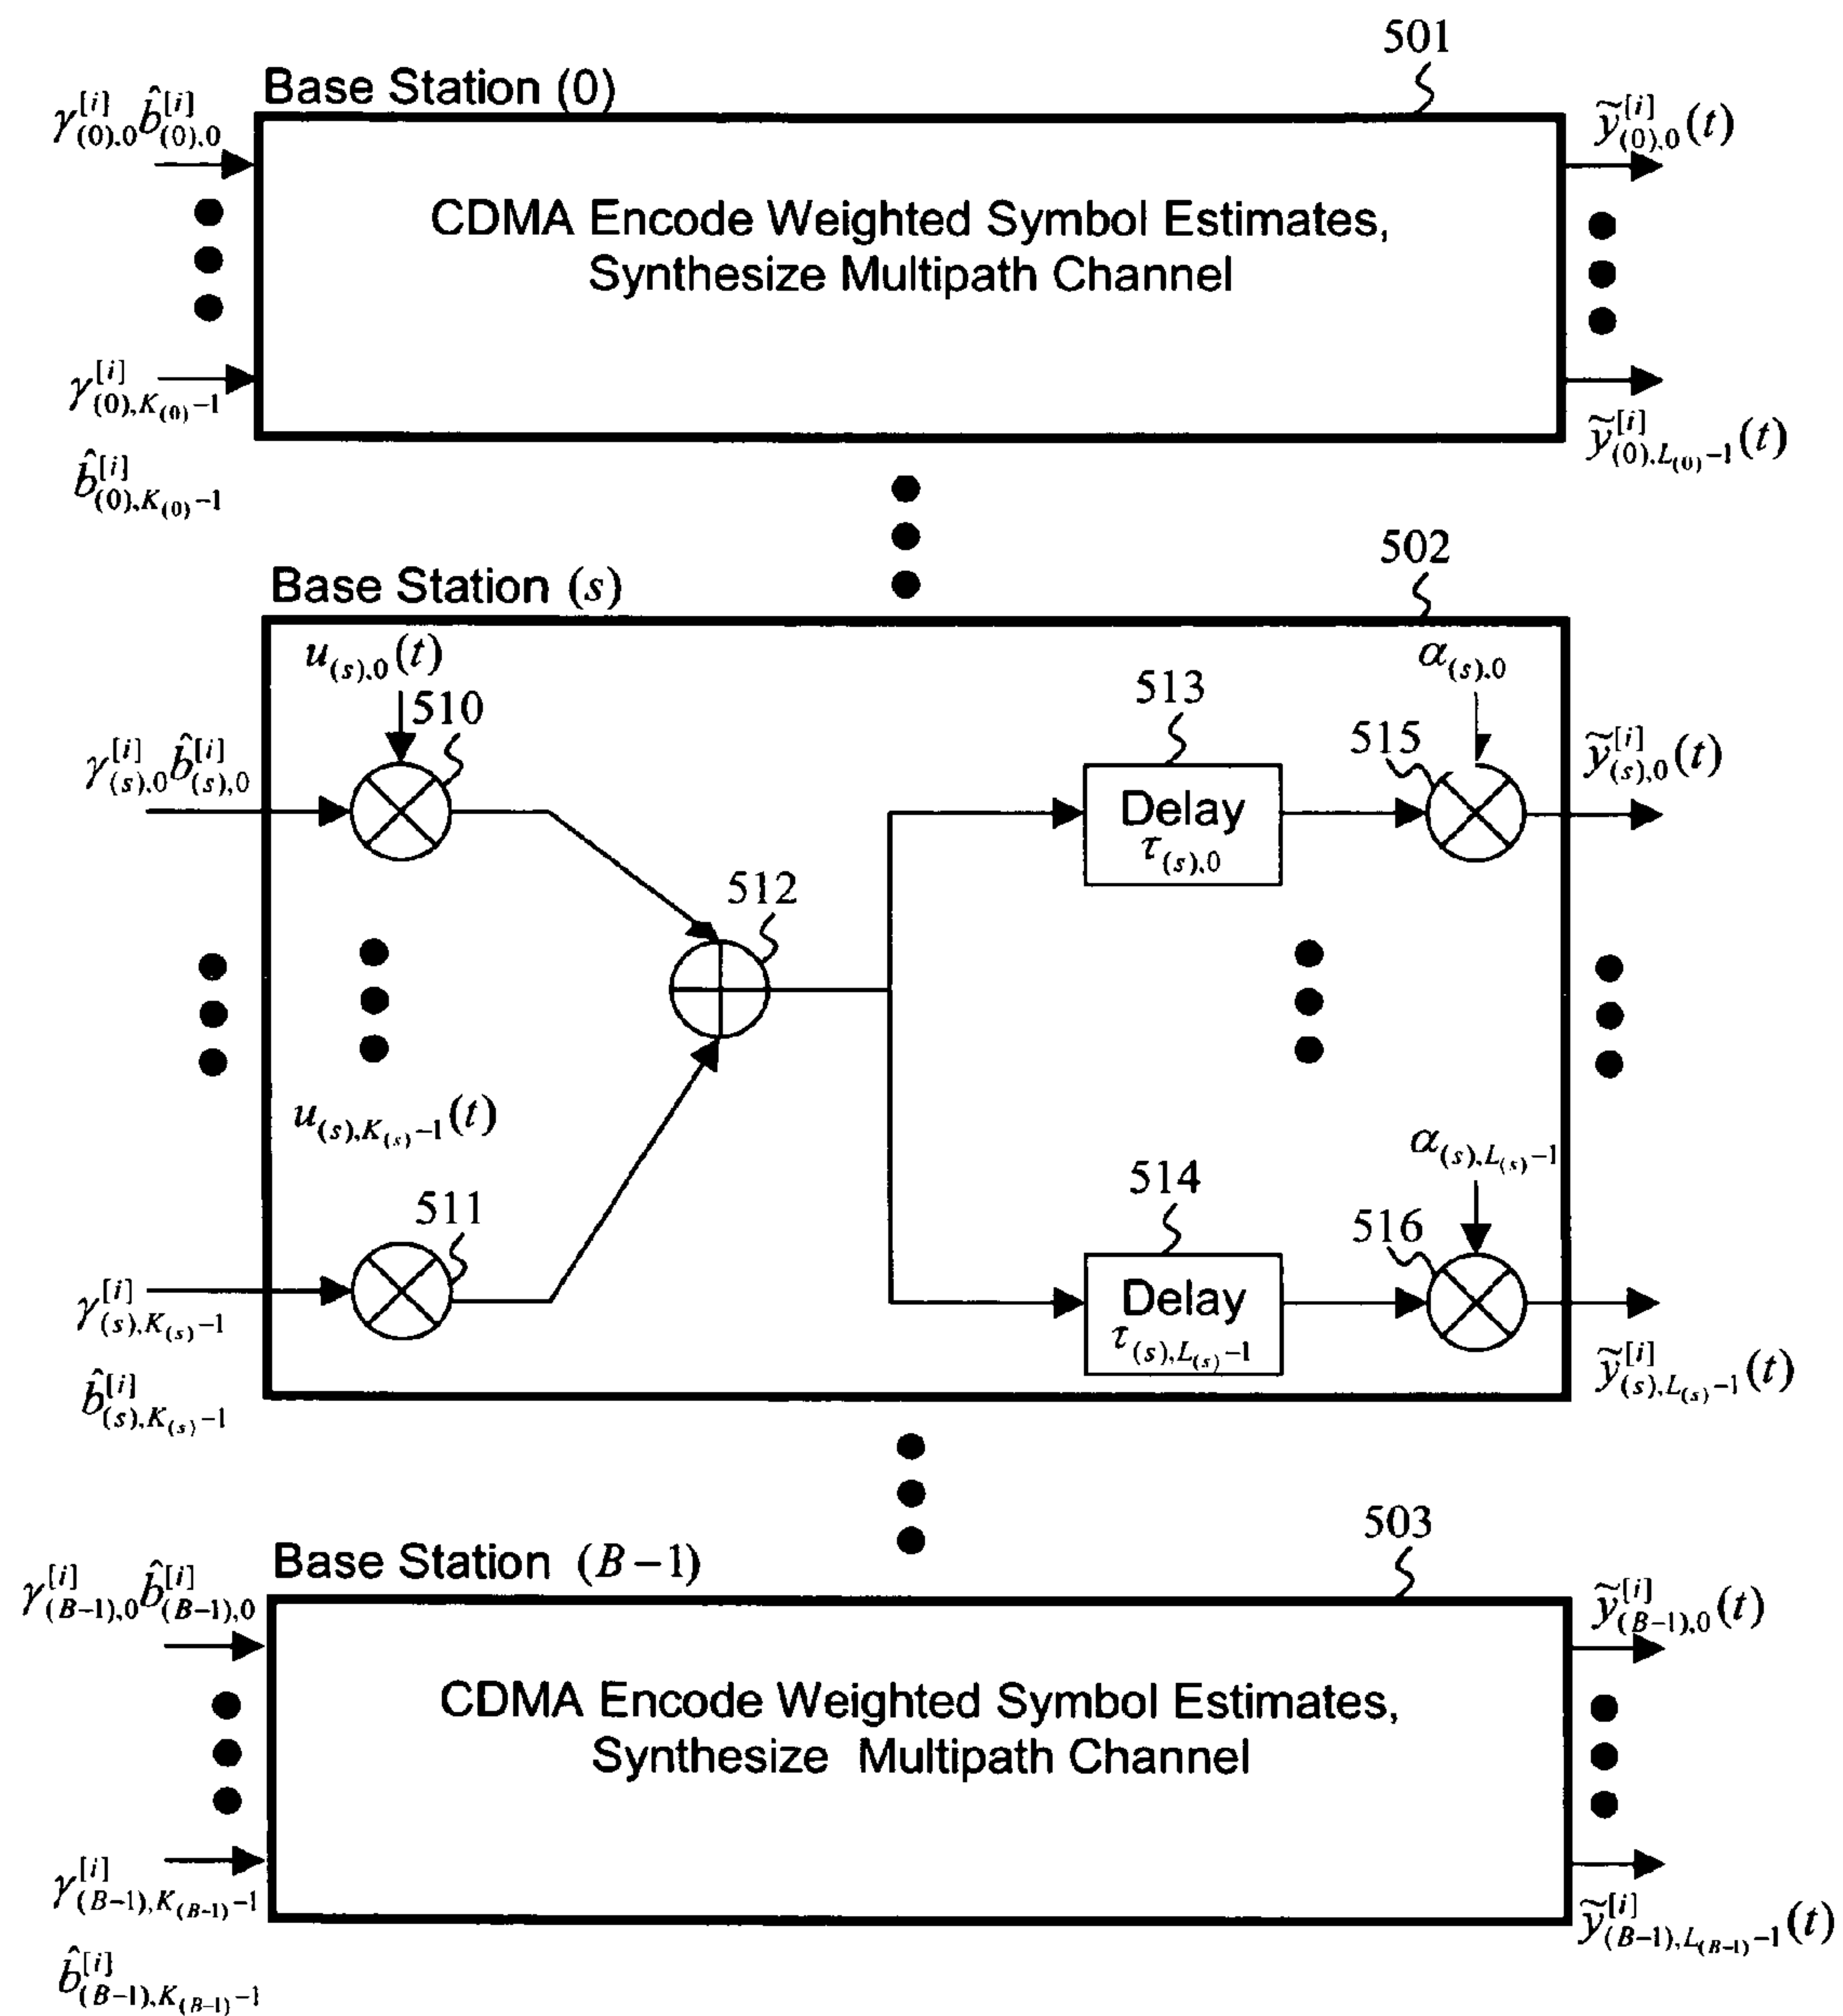 501
Base Station (0)
γ^{[i]}_{(0),0} b̂^{[i]}_{(0),0}
ỹ^{[i]}_{(0),0}(t)
CDMA Encode Weighted Symbol Estimates,
Synthesize Multipath Channel
γ^{[i]}_{(0),K_{(0)}-1}
b̂^{[i]}_{(0),K_{(0)}-1}
ỹ^{[i]}_{(0),L_{(0)}-1}(t)
502
Base Station (s)
u_{(s),0}(t)
α_{(s),0}
510
513
515
γ^{[i]}_{(s),0} b̂^{[i]}_{(s),0}
ỹ^{[i]}_{(s),0}(t)
Delay
τ_{(s),0}
512
u_{(s),K_{(s)}-1}(t)
α_{(s),L_{(s)}-1}
511
514
516
γ^{[i]}_{(s),K_{(s)}-1}
b̂^{[i]}_{(s),K_{(s)}-1}
Delay
τ_{(s),L_{(s)}-1}
ỹ^{[i]}_{(s),L_{(s)}-1}(t)
503
Base Station (B-1)
γ^{[i]}_{(B-1),0} b̂^{[i]}_{(B-1),0}
ỹ^{[i]}_{(B-1),0}(t)
CDMA Encode Weighted Symbol Estimates,
Synthesize Multipath Channel
γ^{[i]}_{(B-1),K_{(B-1)}-1}
b̂^{[i]}_{(B-1),K_{(B-1)}-1}
ỹ^{[i]}_{(B-1),L_{(B-1)}-1}(t)